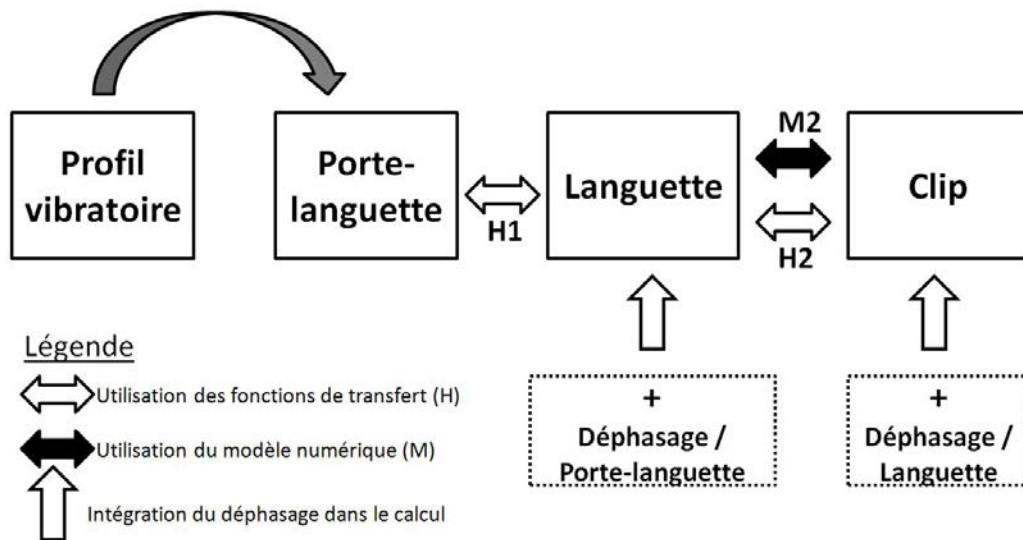 Profil
vibratoire
Porte-
languette
H1
Languette
M2
H2
Clip
Légende
Utilisation des fonctions de transfert (H)
Utilisation du modèle numérique (M)
Intégration du déphasage dans le calcul
+
Déphasage /
Porte-languette
+
Déphasage /
Languette